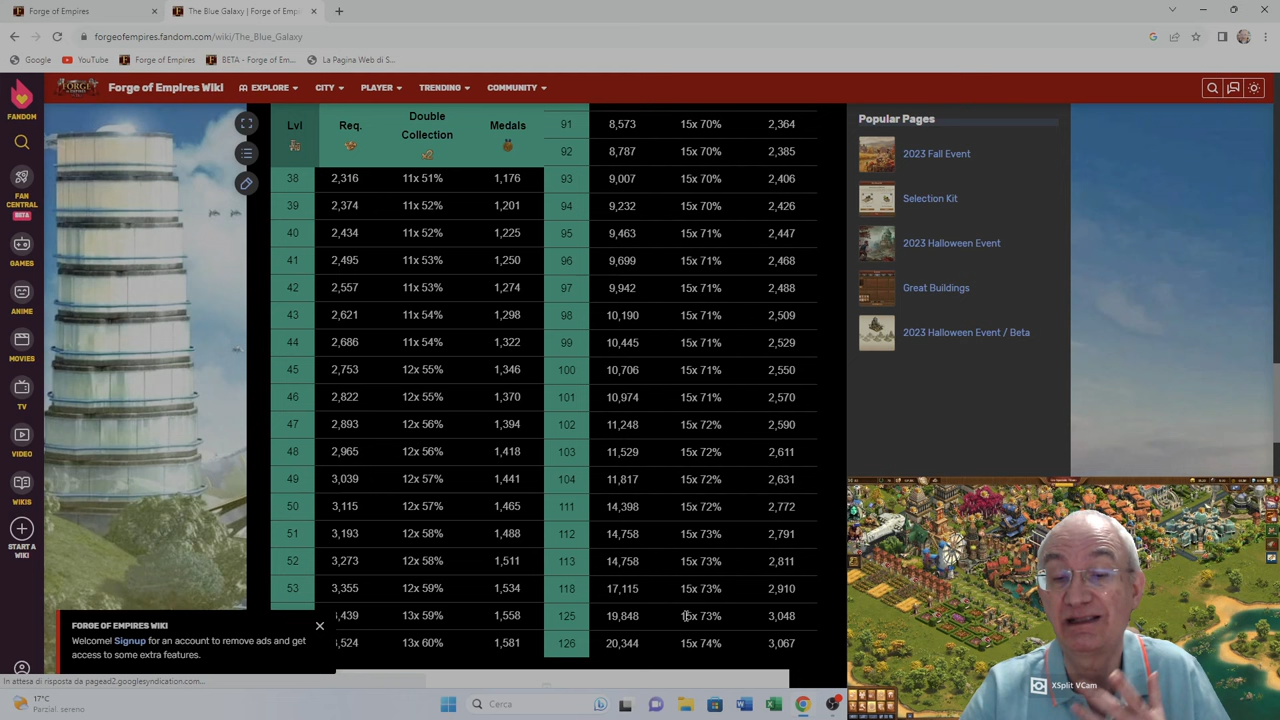 Forge of Empires
The Blue Galaxy | Forge of Emp
forgeofempires.fandom.com/wiki/The_Blue_Galaxy
Google
YouTube
Forge of Empires
BETA - Forge of Em...
La Pagina Web di S...
Forge of Empires Wiki
EXPLORE
CITY
PLAYER
TRENDING
COMMUNITY
FANDOM
FAN CENTRAL
BETA
GAMES
ANIME
MOVIES
TV
VIDEO
WIKIS
START A WIKI
Lvl Req. Double Collection Medals
38 2,316 11x 51% 1,176
39 2,374 11x 52% 1,201
40 2,434 11x 52% 1,225
41 2,495 11x 53% 1,250
42 2,557 11x 53% 1,274
43 2,621 11x 54% 1,298
44 2,686 11x 54% 1,322
45 2,753 12x 55% 1,346
46 2,822 12x 55% 1,370
47 2,893 12x 56% 1,394
48 2,965 12x 56% 1,418
49 3,039 12x 57% 1,441
50 3,115 12x 57% 1,465
51 3,193 12x 58% 1,488
52 3,273 12x 58% 1,511
53 3,355 12x 59% 1,534
,439 13x 59% 1,558
,524 13x 60% 1,581
91 8,573 15x 70% 2,364
92 8,787 15x 70% 2,385
93 9,007 15x 70% 2,406
94 9,232 15x 70% 2,426
95 9,463 15x 71% 2,447
96 9,699 15x 71% 2,468
97 9,942 15x 71% 2,488
98 10,190 15x 71% 2,509
99 10,445 15x 71% 2,529
100 10,706 15x 71% 2,550
101 10,974 15x 71% 2,570
102 11,248 15x 72% 2,590
103 11,529 15x 72% 2,611
104 11,817 15x 72% 2,631
111 14,398 15x 72% 2,772
112 14,758 15x 73% 2,791
113 14,758 15x 73% 2,811
118 17,115 15x 73% 2,910
125 19,848 15x 73% 3,048
126 20,344 15x 74% 3,067
Popular Pages
2023 Fall Event
Selection Kit
2023 Halloween Event
Great Buildings
2023 Halloween Event / Beta
FORGE OF EMPIRES WIKI
Welcome! Signup for an account to remove ads and get
access to some extra features.
In attesa di risposta da pagead2.googlesyndication.com...
XSplit VCam
17°C
Parzial. sereno
Cerca